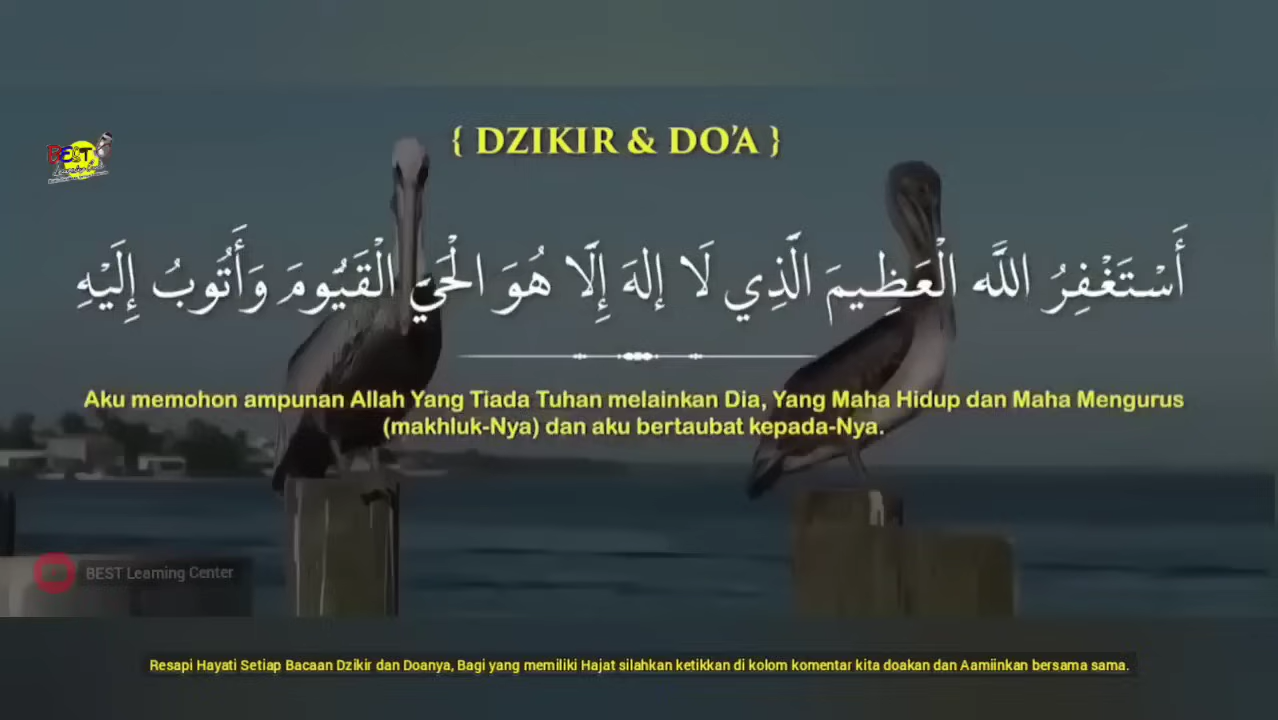 { DZIKIR & DO'A }
BEST
أَسْتَغْفِرُ اللَّه الْعَظِيمَ الَّذِي لَا إِلهَ إِلَّا هُوَ الْحَيَّ الْقَيُّومَ وَأَتُوبُ إِلَيْهِ
Aku memohon ampunan Allah Yang Tiada Tuhan melainkan Dia, Yang Maha Hidup dan Maha Mengurus
(makhluk-Nya) dan aku bertaubat kepada-Nya.
BEST Learning Center
Resapi Hayati Setiap Bacaan Dzikir dan Doanya, Bagi yang memiliki Hajat silahkan ketikkan di kolom komentar kita doakan dan Aamiinkan bersama sama.